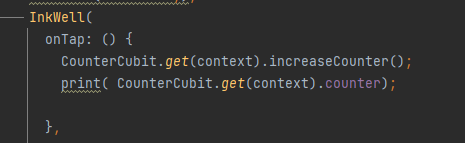 InkWell(
onTap: () {
CounterCubit.get(context).increaseCounter();
print( CounterCubit.get(context).counter);
},